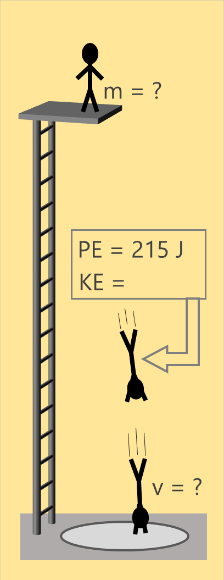 m = ?
PE = 215 J
KE =
v = ?